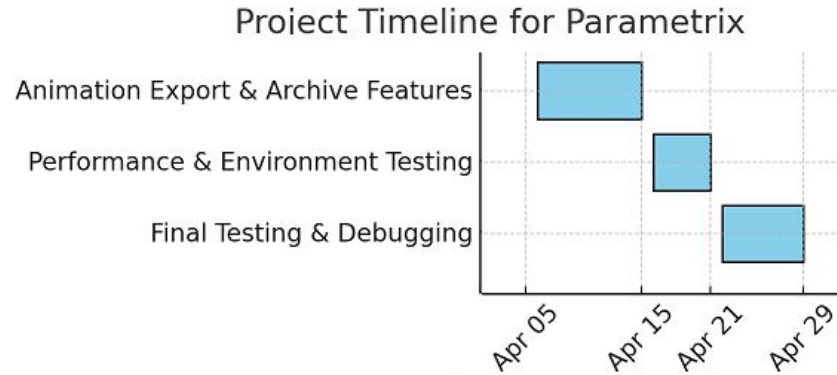 Project Timeline for Parametrix
Animation Export & Archive Features
Performance & Environment Testing
Final Testing & Debugging
Apr 05
Apr 15
Apr 21
Apr 29